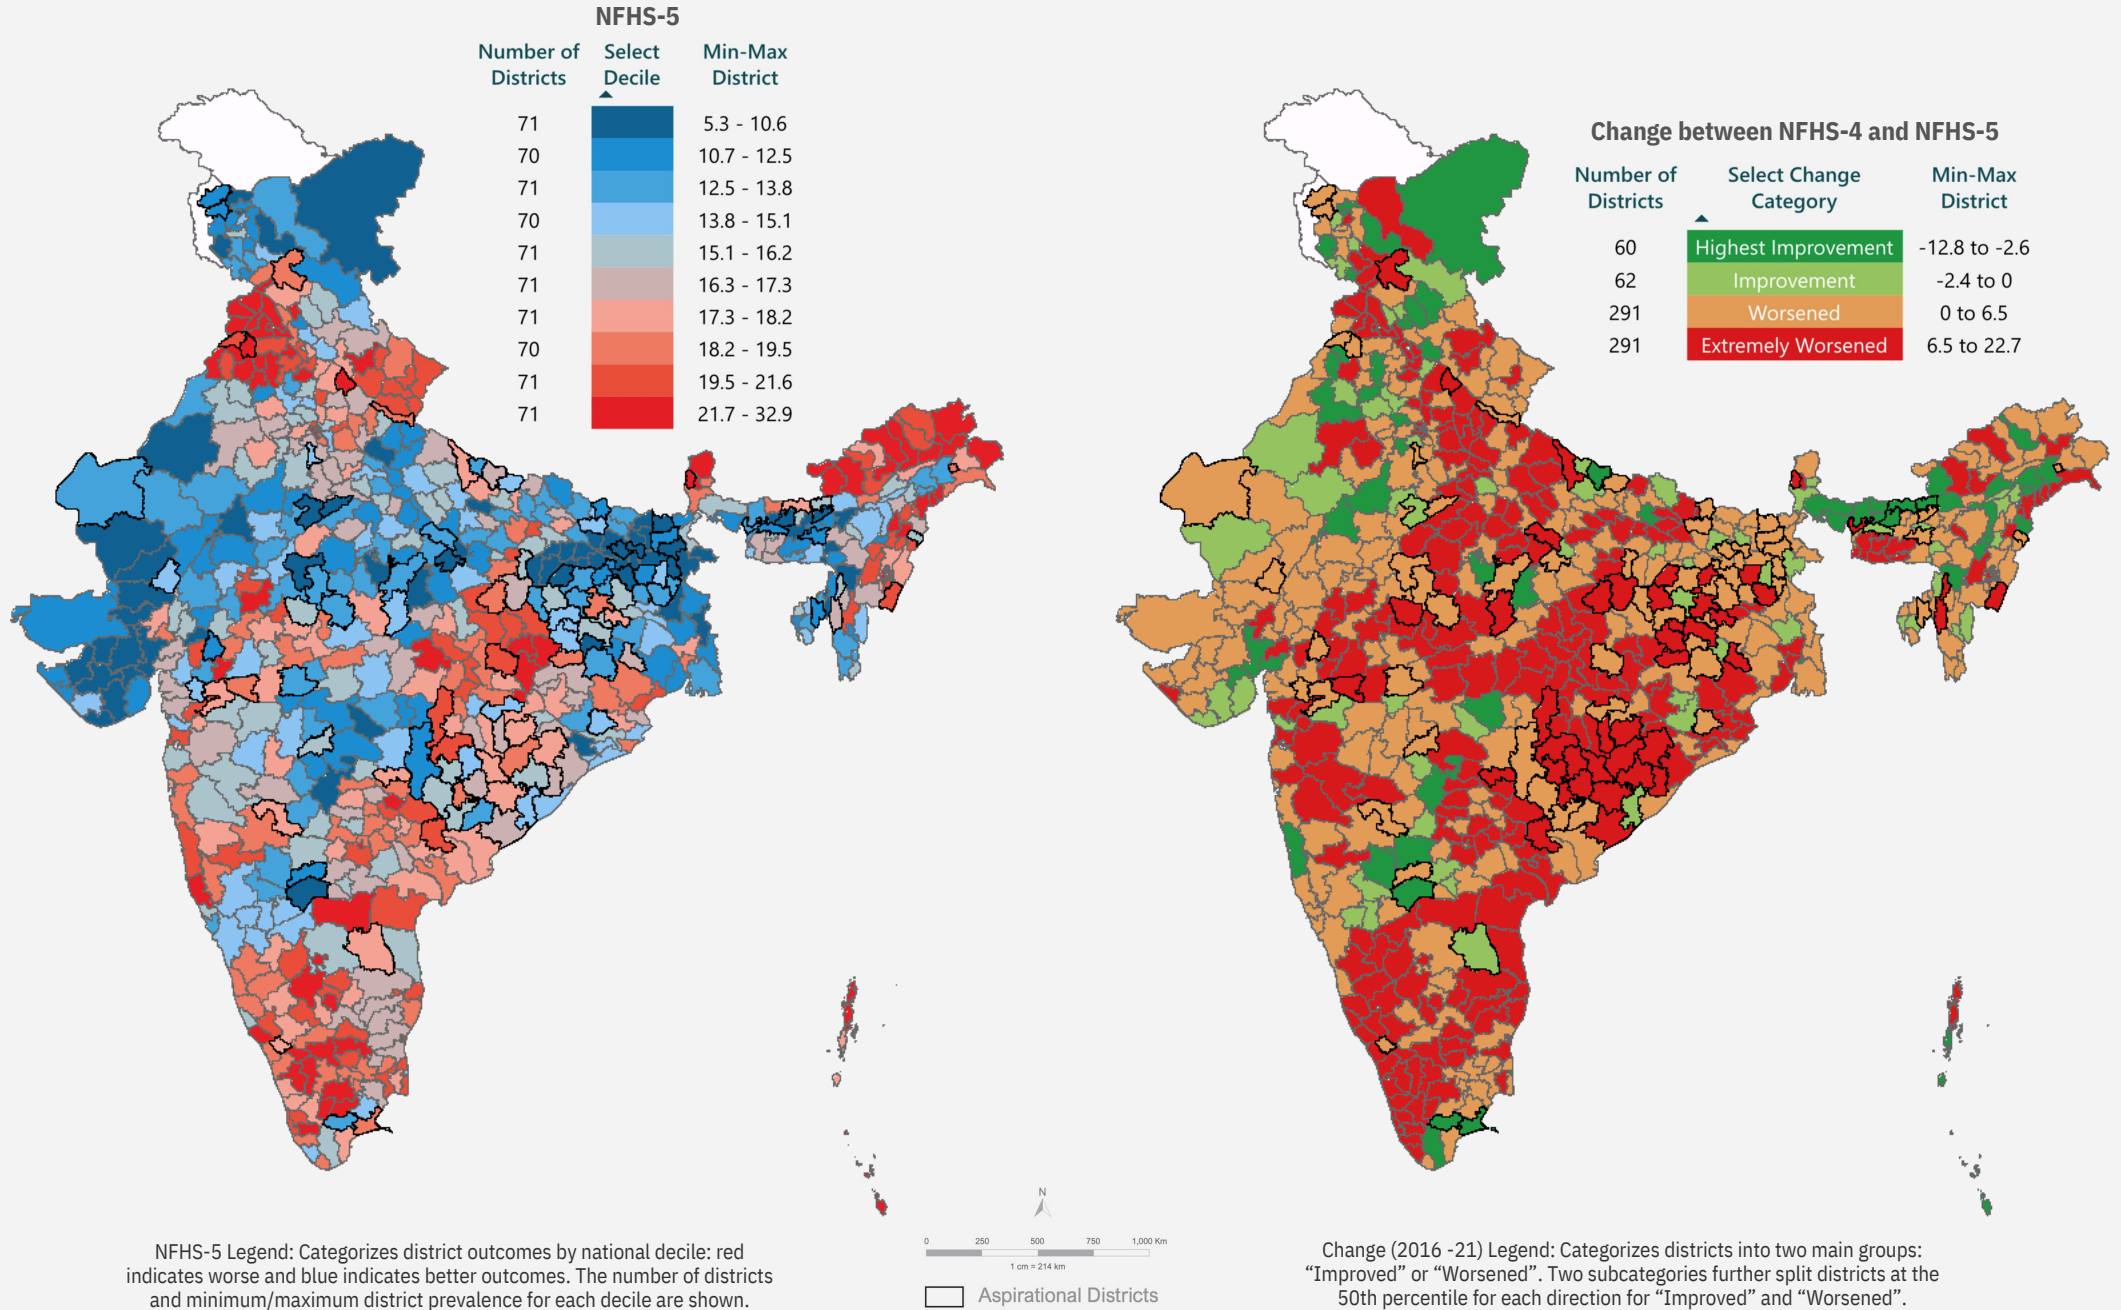 NFHS-5
Number of Districts
Select Decile
Min-Max District
71 5.3 - 10.6
70 10.7 - 12.5
71 12.5 - 13.8
70 13.8 - 15.1
71 15.1 - 16.2
71 16.3 - 17.3
71 17.3 - 18.2
70 18.2 - 19.5
71 19.5 - 21.6
71 21.7 - 32.9
Change between NFHS-4 and NFHS-5
Number of Districts
Select Change Category
Min-Max District
60 Highest Improvement -12.8 to -2.6
62 Improvement -2.4 to 0
291 Worsened 0 to 6.5
291 Extremely Worsened 6.5 to 22.7
NFHS-5 Legend: Categorizes district outcomes by national decile: red
indicates worse and blue indicates better outcomes. The number of districts
and minimum/maximum district prevalence for each decile are shown.
N
0 250 500 750 1,000 Km
1 cm = 214 km
Aspirational Districts
Change (2016 -21) Legend: Categorizes districts into two main groups:
“Improved” or “Worsened”. Two subcategories further split districts at the
50th percentile for each direction for “Improved” and “Worsened”.